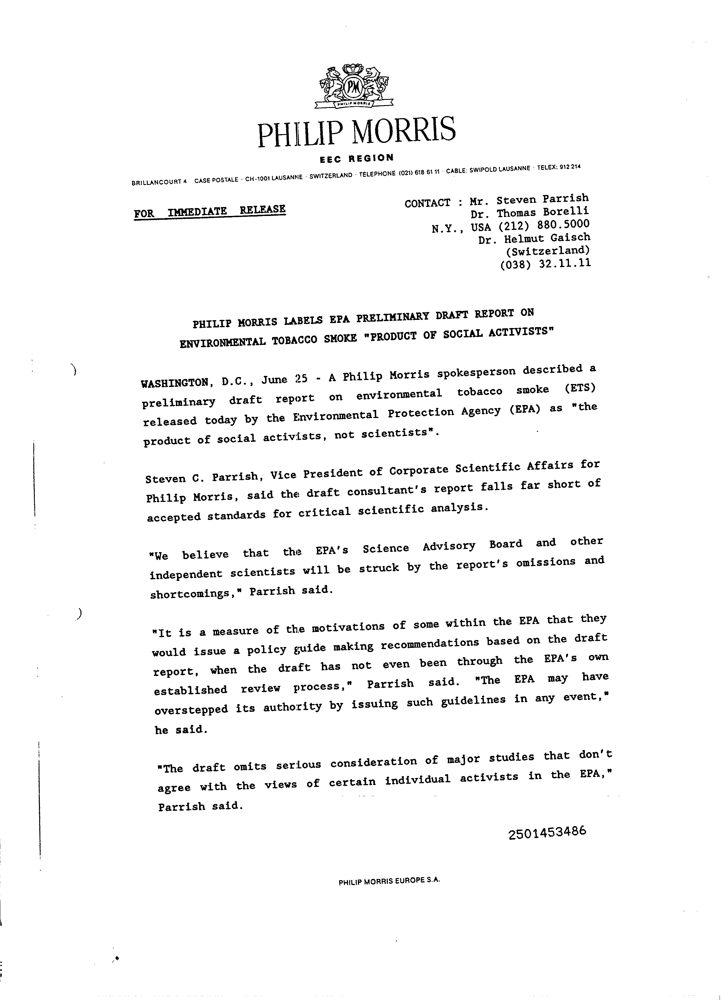 PM
PHILIP MORRIS
PHILIP MORRIS
EEC REGION
BRILLANCOURT 4 · CASE POSTALE · CH-1001 LAUSANNE · SWITZERLAND · TELEPHONE (021) 618 61 11 · CABLE: SWIPOLD LAUSANNE · TELEX: 912 214
FOR IMMEDIATE RELEASE
CONTACT : Mr. Steven Parrish
Dr. Thomas Borelli
N.Y., USA (212) 880.5000
Dr. Helmut Gaisch
(Switzerland)
(038) 32.11.11
PHILIP MORRIS LABELS EPA PRELIMINARY DRAFT REPORT ON
ENVIRONMENTAL TOBACCO SMOKE "PRODUCT OF SOCIAL ACTIVISTS"
WASHINGTON, D.C., June 25 - A Philip Morris spokesperson described a
preliminary draft report on environmental tobacco smoke (ETS)
released today by the Environmental Protection Agency (EPA) as "the
product of social activists, not scientists".
Steven C. Parrish, Vice President of Corporate Scientific Affairs for
Philip Morris, said the draft consultant's report falls far short of
accepted standards for critical scientific analysis.
"We believe that the EPA's Science Advisory Board and other
independent scientists will be struck by the report's omissions and
shortcomings," Parrish said.
"It is a measure of the motivations of some within the EPA that they
would issue a policy guide making recommendations based on the draft
report, when the draft has not even been through the EPA's own
established review process," Parrish said. "The EPA may have
overstepped its authority by issuing such guidelines in any event,"
he said.
"The draft omits serious consideration of major studies that don't
agree with the views of certain individual activists in the EPA,"
Parrish said.
2501453486
PHILIP MORRIS EUROPE S.A.